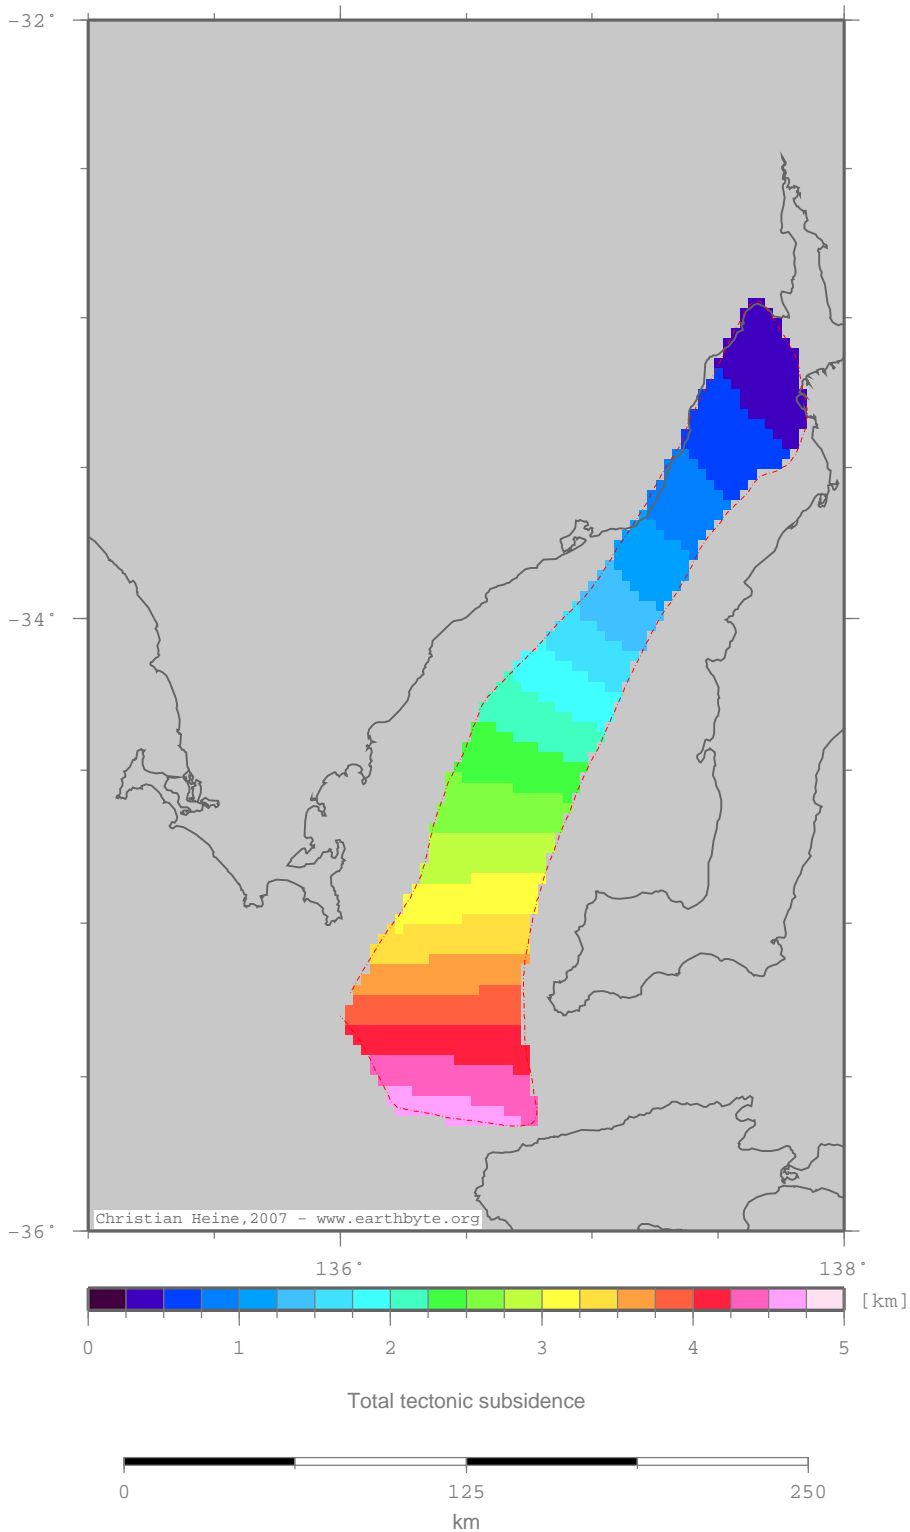 -32°
-34°
-36°
Christian Heine,2007 - www.earthbyte.org
136° 138°
[km]
0 1 2 3 4 5
Total tectonic subsidence
0 125 250
km